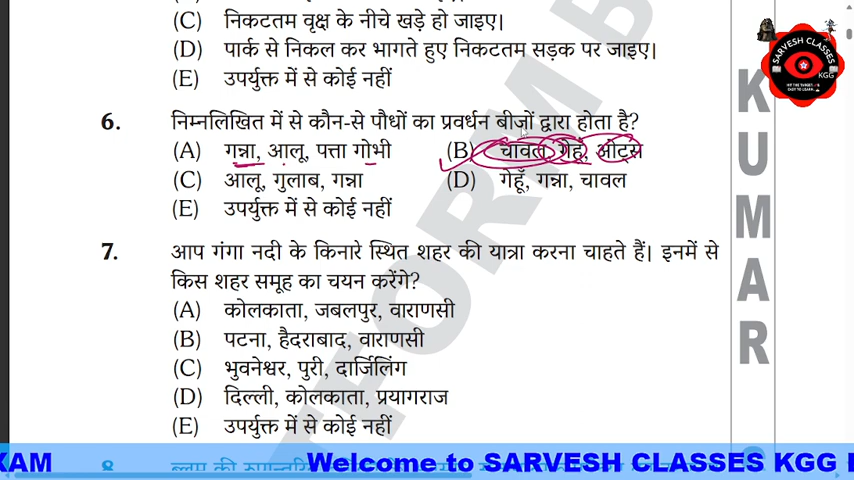 (C) निकटतम वृक्ष के नीचे खड़े हो जाइए।
(D) पार्क से निकल कर भागते हुए निकटतम सड़क पर जाइए।
(E) उपर्युक्त में से कोई नहीं
6. निम्नलिखित में से कौन-से पौधों का प्रवर्धन बीजों द्वारा होता है?
(A) गन्ना, आलू, पत्ता गोभी (B) चावल, गेहूँ, ओट्स
(C) आलू, गुलाब, गन्ना (D) गेहूँ, गन्ना, चावल
(E) उपर्युक्त में से कोई नहीं
7. आप गंगा नदी के किनारे स्थित शहर की यात्रा करना चाहते हैं। इनमें से
किस शहर समूह का चयन करेंगे?
(A) कोलकाता, जबलपुर, वाराणसी
(B) पटना, हैदराबाद, वाराणसी
(C) भुवनेश्वर, पुरी, दार्जिलिंग
(D) दिल्ली, कोलकाता, प्रयागराज
(E) उपर्युक्त में से कोई नहीं
8.
EXAM Welcome to SARVESH CLASSES KGG
SARVESH CLASSES
KGG
KUMAR
FORM B